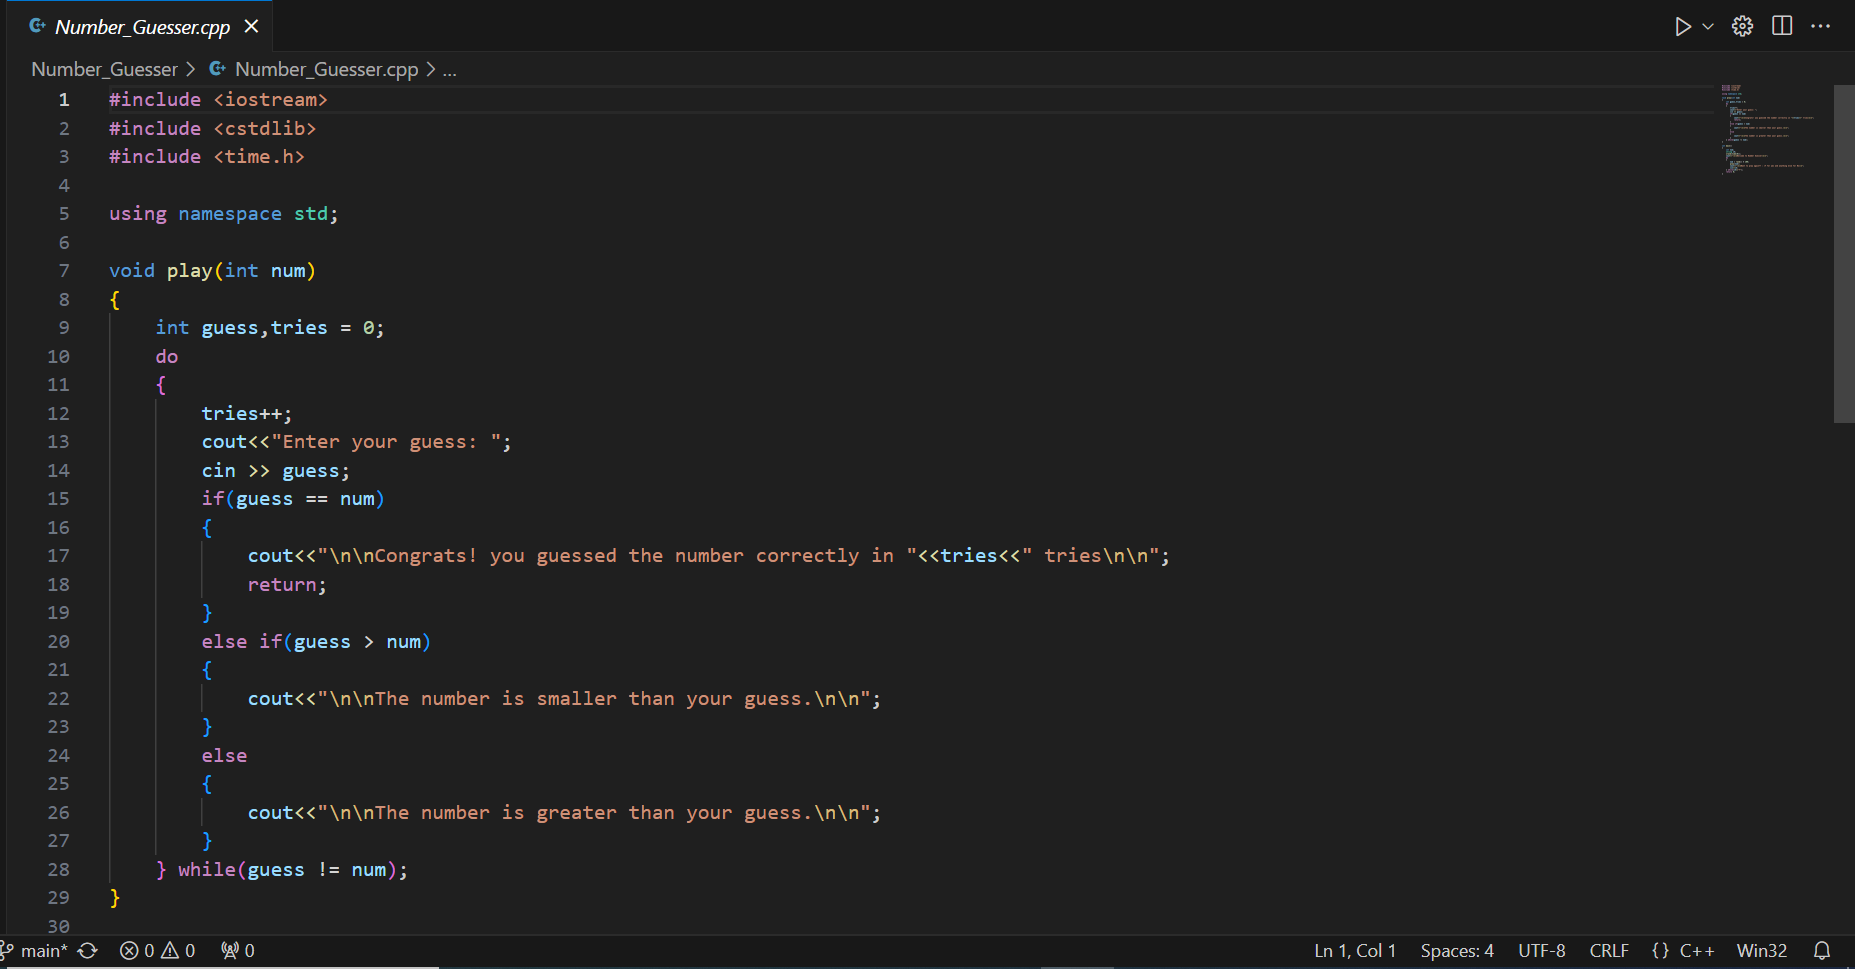 Number_Guesser.cpp
Number_Guesser > Number_Guesser.cpp > ...
1 #include <iostream>
2 #include <cstdlib>
3 #include <time.h>
4
5 using namespace std;
6
7 void play(int num)
8 {
9     int guess,tries = 0;
10     do
11     {
12         tries++;
13         cout<<"Enter your guess: ";
14         cin >> guess;
15         if(guess == num)
16         {
17             cout<<"\n\nCongrats! you guessed the number correctly in "<<tries<<" tries\n\n";
18             return;
19         }
20         else if(guess > num)
21         {
22             cout<<"\n\nThe number is smaller than your guess.\n\n";
23         }
24         else
25         {
26             cout<<"\n\nThe number is greater than your guess.\n\n";
27         }
28     } while(guess != num);
29 }
30
main* 0 0 0 Ln 1, Col 1 Spaces: 4 UTF-8 CRLF {} C++ Win32